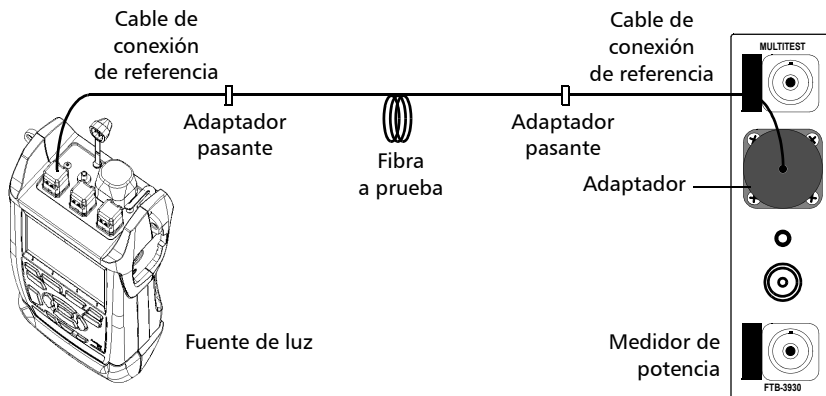 Cable de
conexión
de referencia
Cable de
conexión
de referencia
MULTITEST
Adaptador
pasante
Fibra
a prueba
Adaptador
pasante
Adaptador
Fuente de luz
Medidor de
potencia
FTB-3930